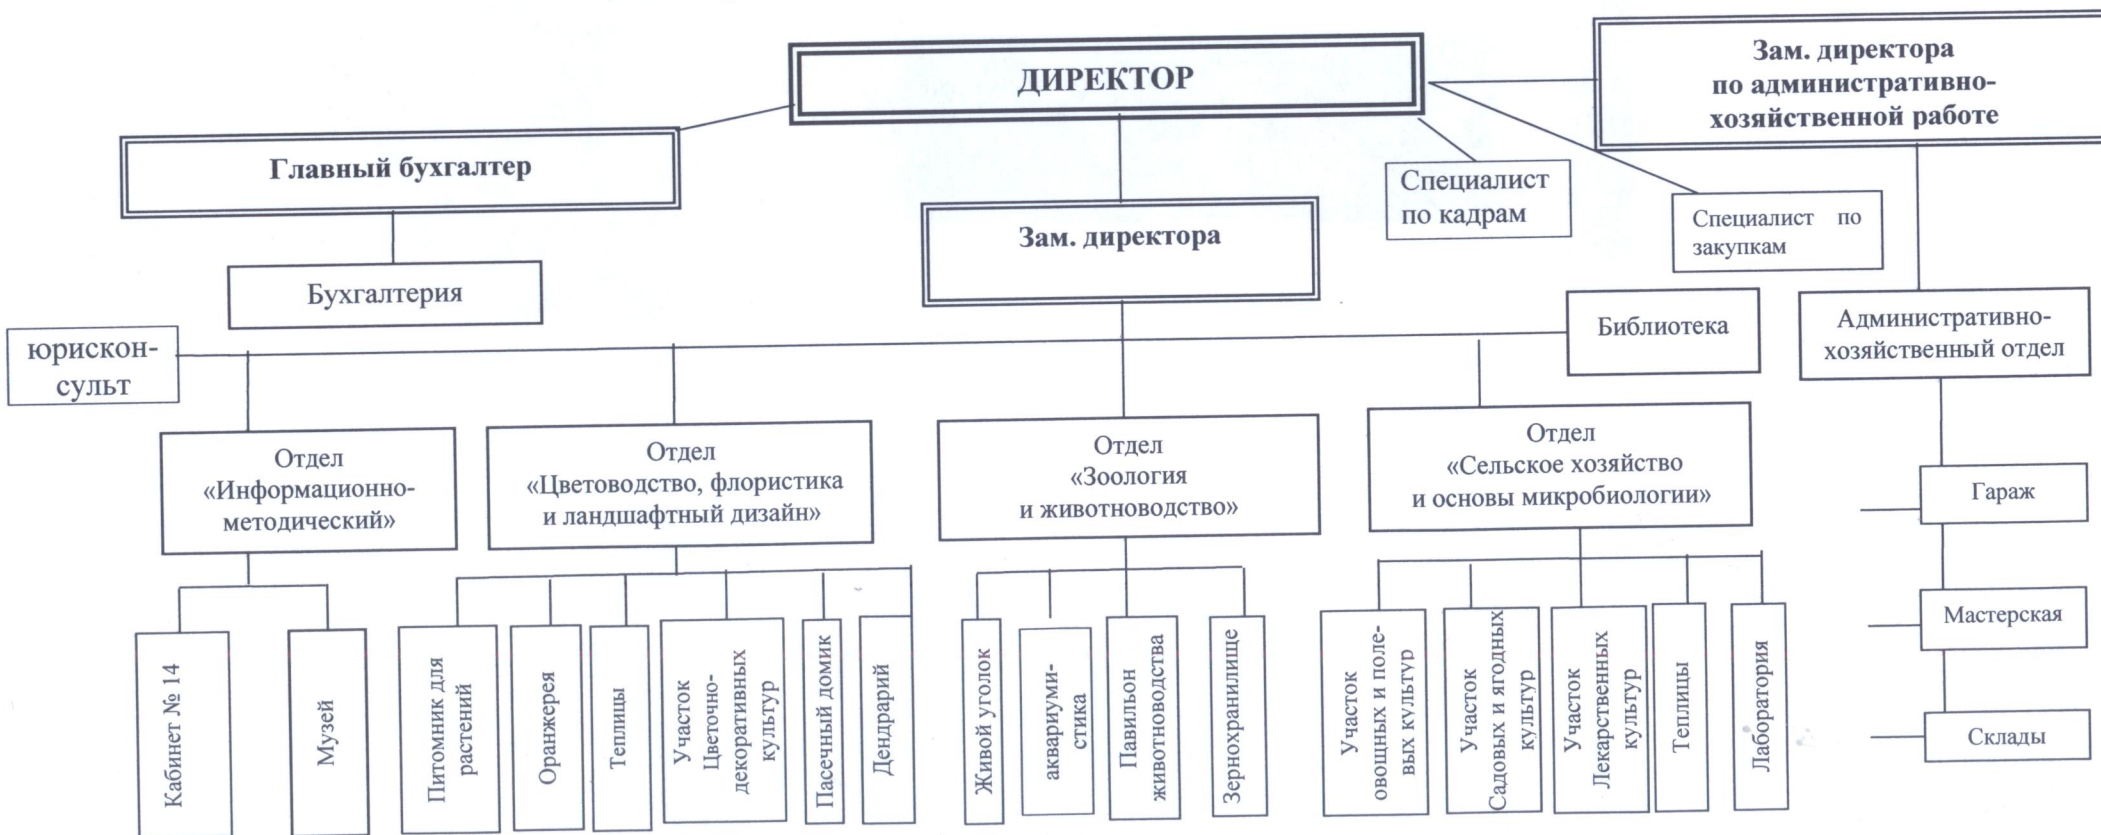 ДИРЕКТОР
Зам. директора
по административно-
хозяйственной работе
Главный бухгалтер
Специалист
по кадрам
Специалист по
закупкам
Зам. директора
Бухгалтерия
Библиотека
Административно-
хозяйственный отдел
юрискон-
сульт
Отдел
«Информационно-
методический»
Отдел
«Цветоводство, флористика
и ландшафтный дизайн»
Отдел
«Зоология
и животноводство»
Отдел
«Сельское хозяйство
и основы микробиологии»
Гараж
Мастерская
Склады
Кабинет № 14
Музей
Питомник для
растений
Оранжерея
Теплицы
Участок
Цветочно-
декоративных
культур
Пасечный домик
Дендрарий
Живой уголок
аквариуми-
стика
Павильон
животноводства
Зернохранилище
Участок
овощных и поле-
вых культур
Участок
Садовых и ягодных
культур
Участок
Лекарственных
культур
Теплицы
Лаборатория